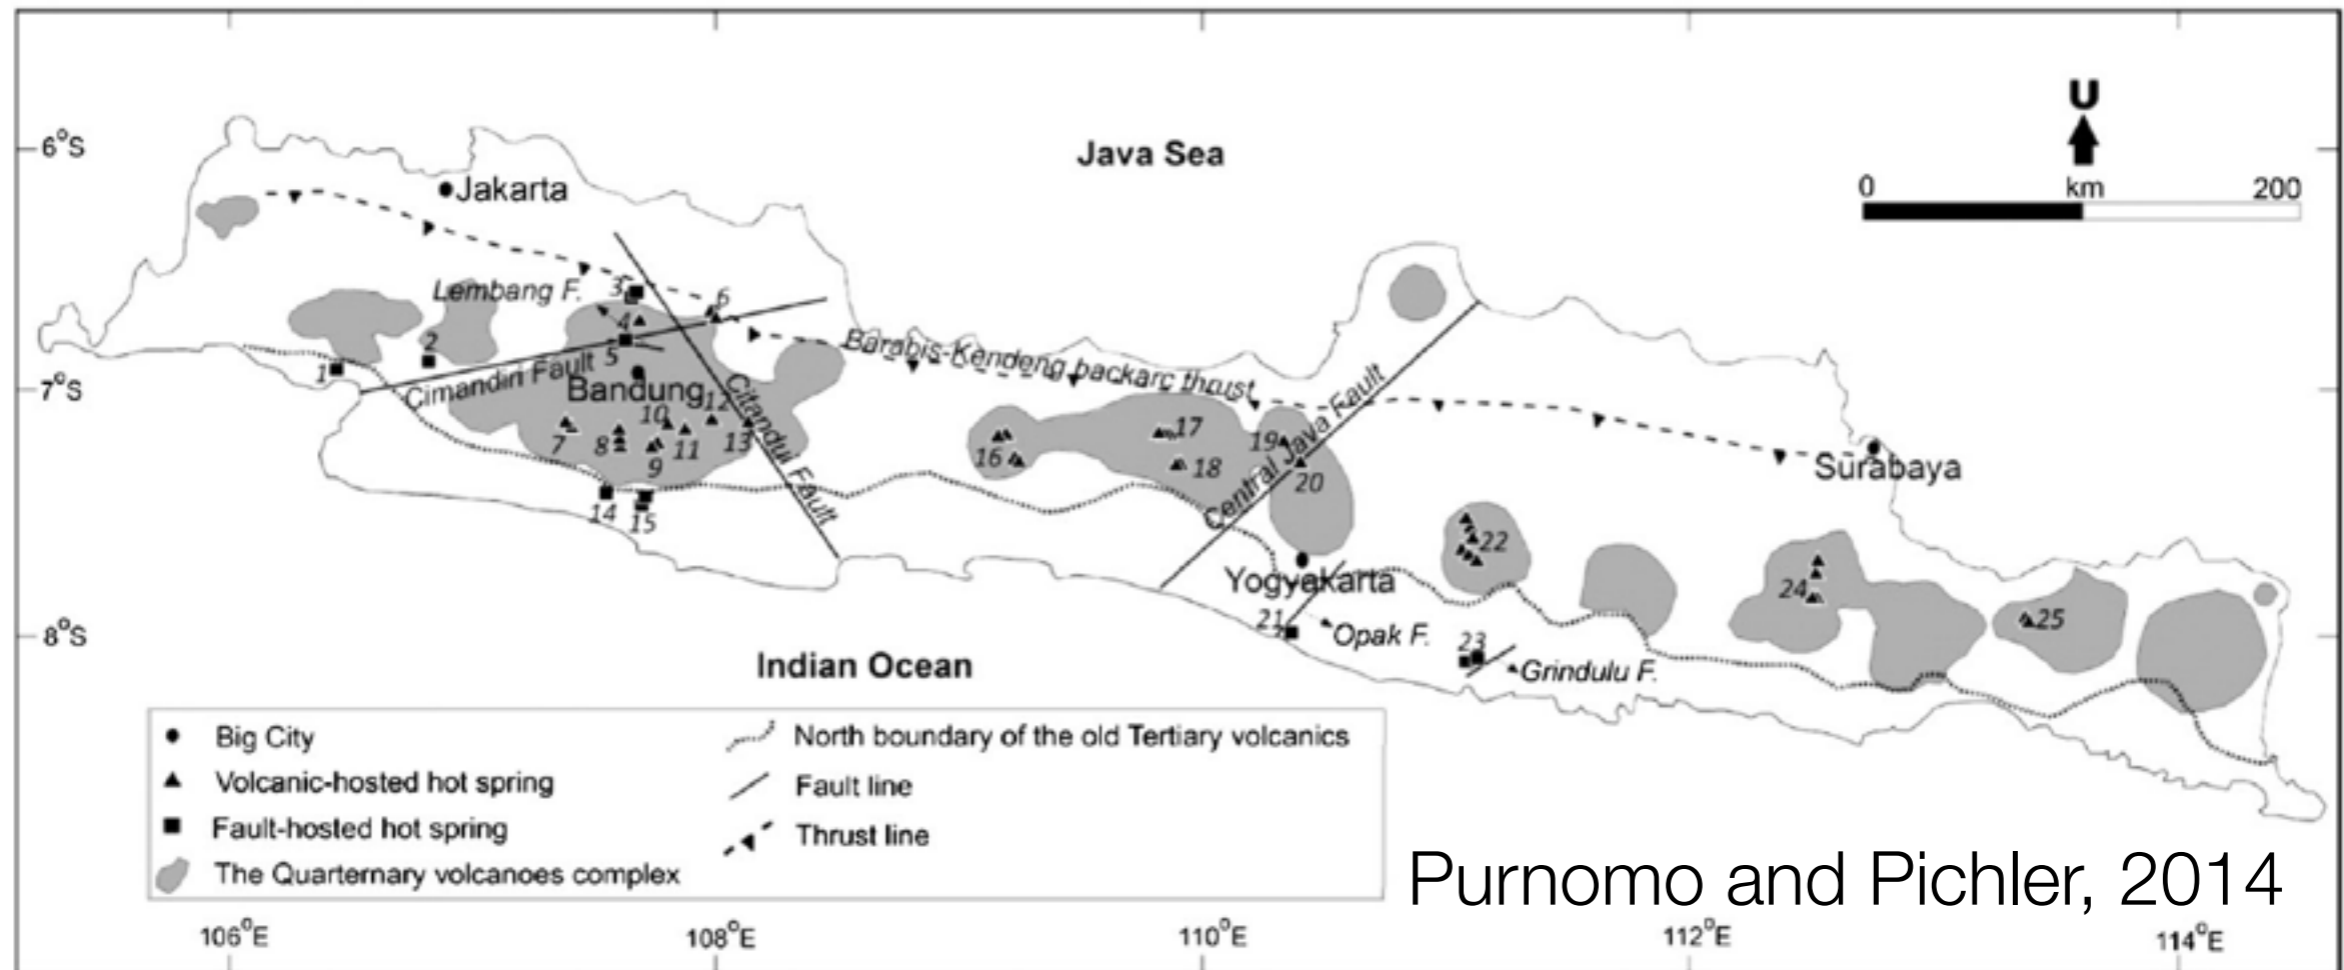 U
Java Sea
6°S
Jakarta
0 km 200
Lembang F.
3
6
4
2
5
1
Cimandiri Fault
Barabis-Kendeng backarc thrust
7°S
Bandung
Citandui Fault
12
10
7
8
9
11
13
14
15
16
17
18
19
20
Central Java Fault
Surabaya
22
Yogyakarta
24
25
21
Opak F.
23
Grindulu F.
8°S
Indian Ocean
Big City
Volcanic-hosted hot spring
Fault-hosted hot spring
The Quarternary volcanoes complex
North boundary of the old Tertiary volcanics
Fault line
Thrust line
Purnomo and Pichler, 2014
106°E 108°E 110°E 112°E 114°E